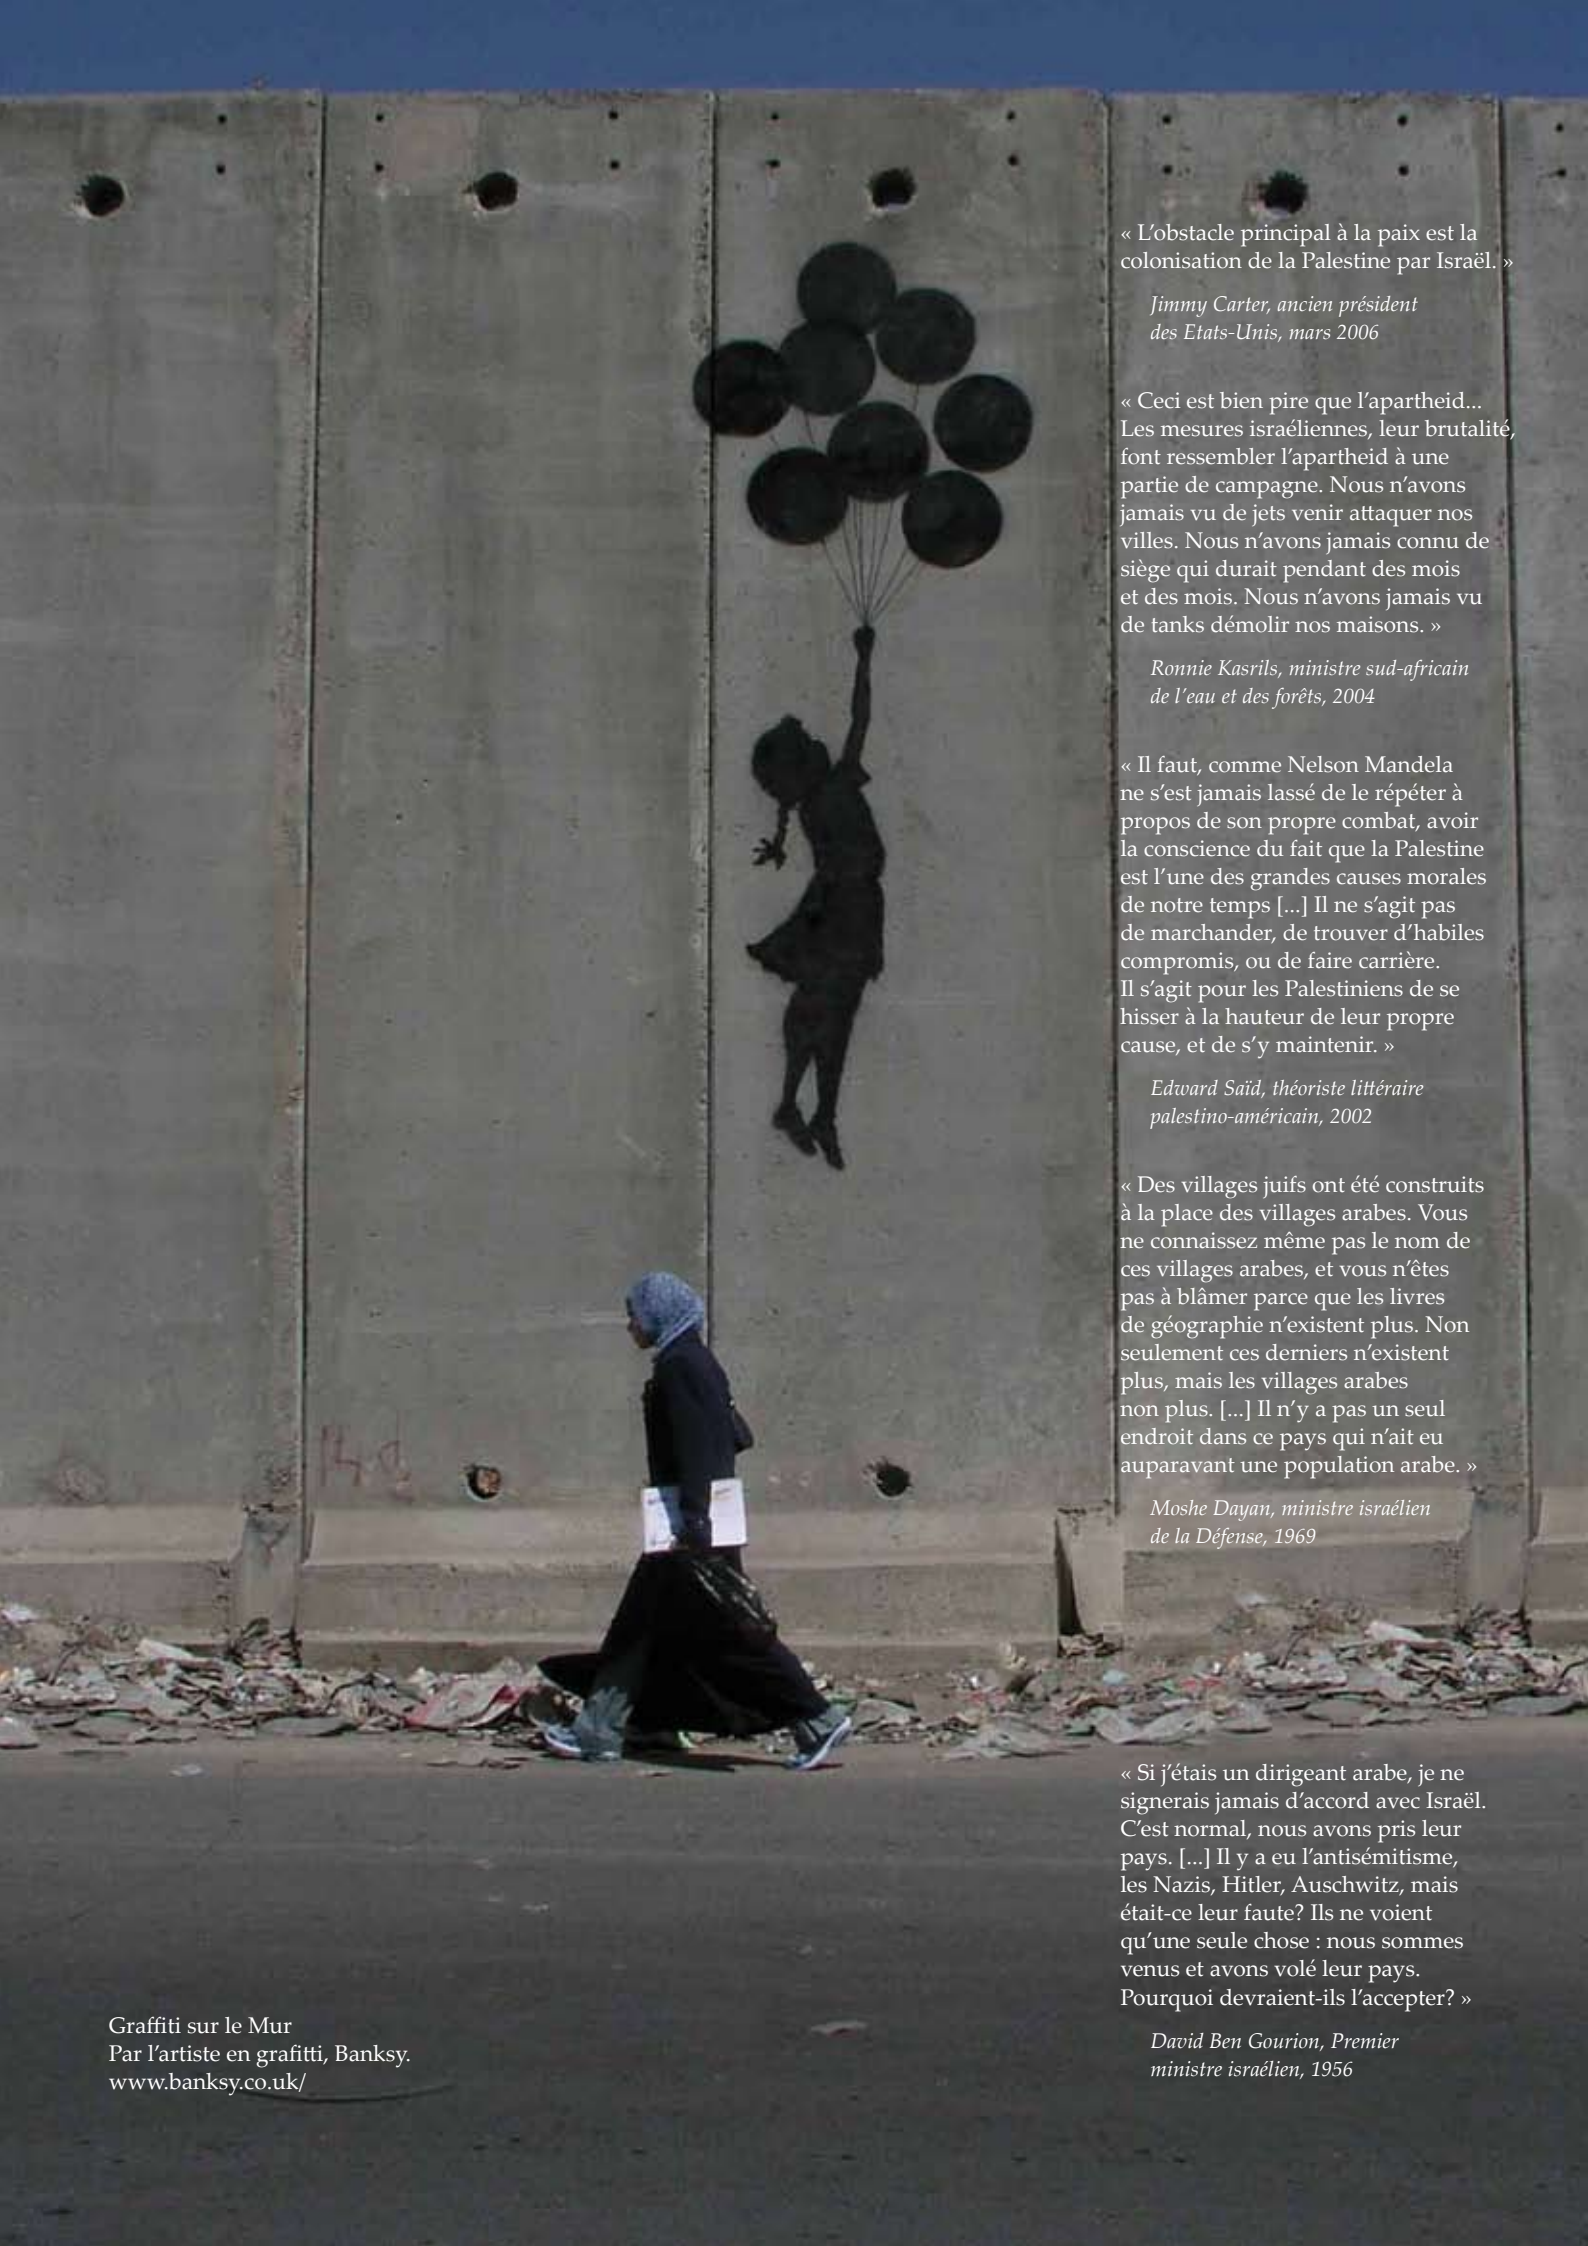 « L’obstacle principal à la paix est la
colonisation de la Palestine par Israël. »
Jimmy Carter, ancien président
des Etats-Unis, mars 2006
« Ceci est bien pire que l’apartheid...
Les mesures israéliennes, leur brutalité,
font ressembler l’apartheid à une
partie de campagne. Nous n’avons
jamais vu de jets venir attaquer nos
villes. Nous n’avons jamais connu de
siège qui durait pendant des mois
et des mois. Nous n’avons jamais vu
de tanks démolir nos maisons. »
Ronnie Kasrils, ministre sud-africain
de l’eau et des forêts, 2004
« Il faut, comme Nelson Mandela
ne s’est jamais lassé de le répéter à
propos de son propre combat, avoir
la conscience du fait que la Palestine
est l’une des grandes causes morales
de notre temps [...] Il ne s’agit pas
de marchander, de trouver d’habiles
compromis, ou de faire carrière.
Il s’agit pour les Palestiniens de se
hisser à la hauteur de leur propre
cause, et de s’y maintenir. »
Edward Saïd, théoriste littéraire
palestino-américain, 2002
« Des villages juifs ont été construits
à la place des villages arabes. Vous
ne connaissez même pas le nom de
ces villages arabes, et vous n’êtes
pas à blâmer parce que les livres
de géographie n’existent plus. Non
seulement ces derniers n’existent
plus, mais les villages arabes
non plus. [...] Il n’y a pas un seul
endroit dans ce pays qui n’ait eu
auparavant une population arabe. »
Moshe Dayan, ministre israélien
de la Défense, 1969
« Si j’étais un dirigeant arabe, je ne
signerais jamais d’accord avec Israël.
C’est normal, nous avons pris leur
pays. [...] Il y a eu l’antisémitisme,
les Nazis, Hitler, Auschwitz, mais
était-ce leur faute? Ils ne voient
qu’une seule chose : nous sommes
venus et avons volé leur pays.
Pourquoi devraient-ils l’accepter? »
David Ben Gourion, Premier
ministre israélien, 1956
Graffiti sur le Mur
Par l’artiste en grafitti, Banksy.
www.banksy.co.uk/